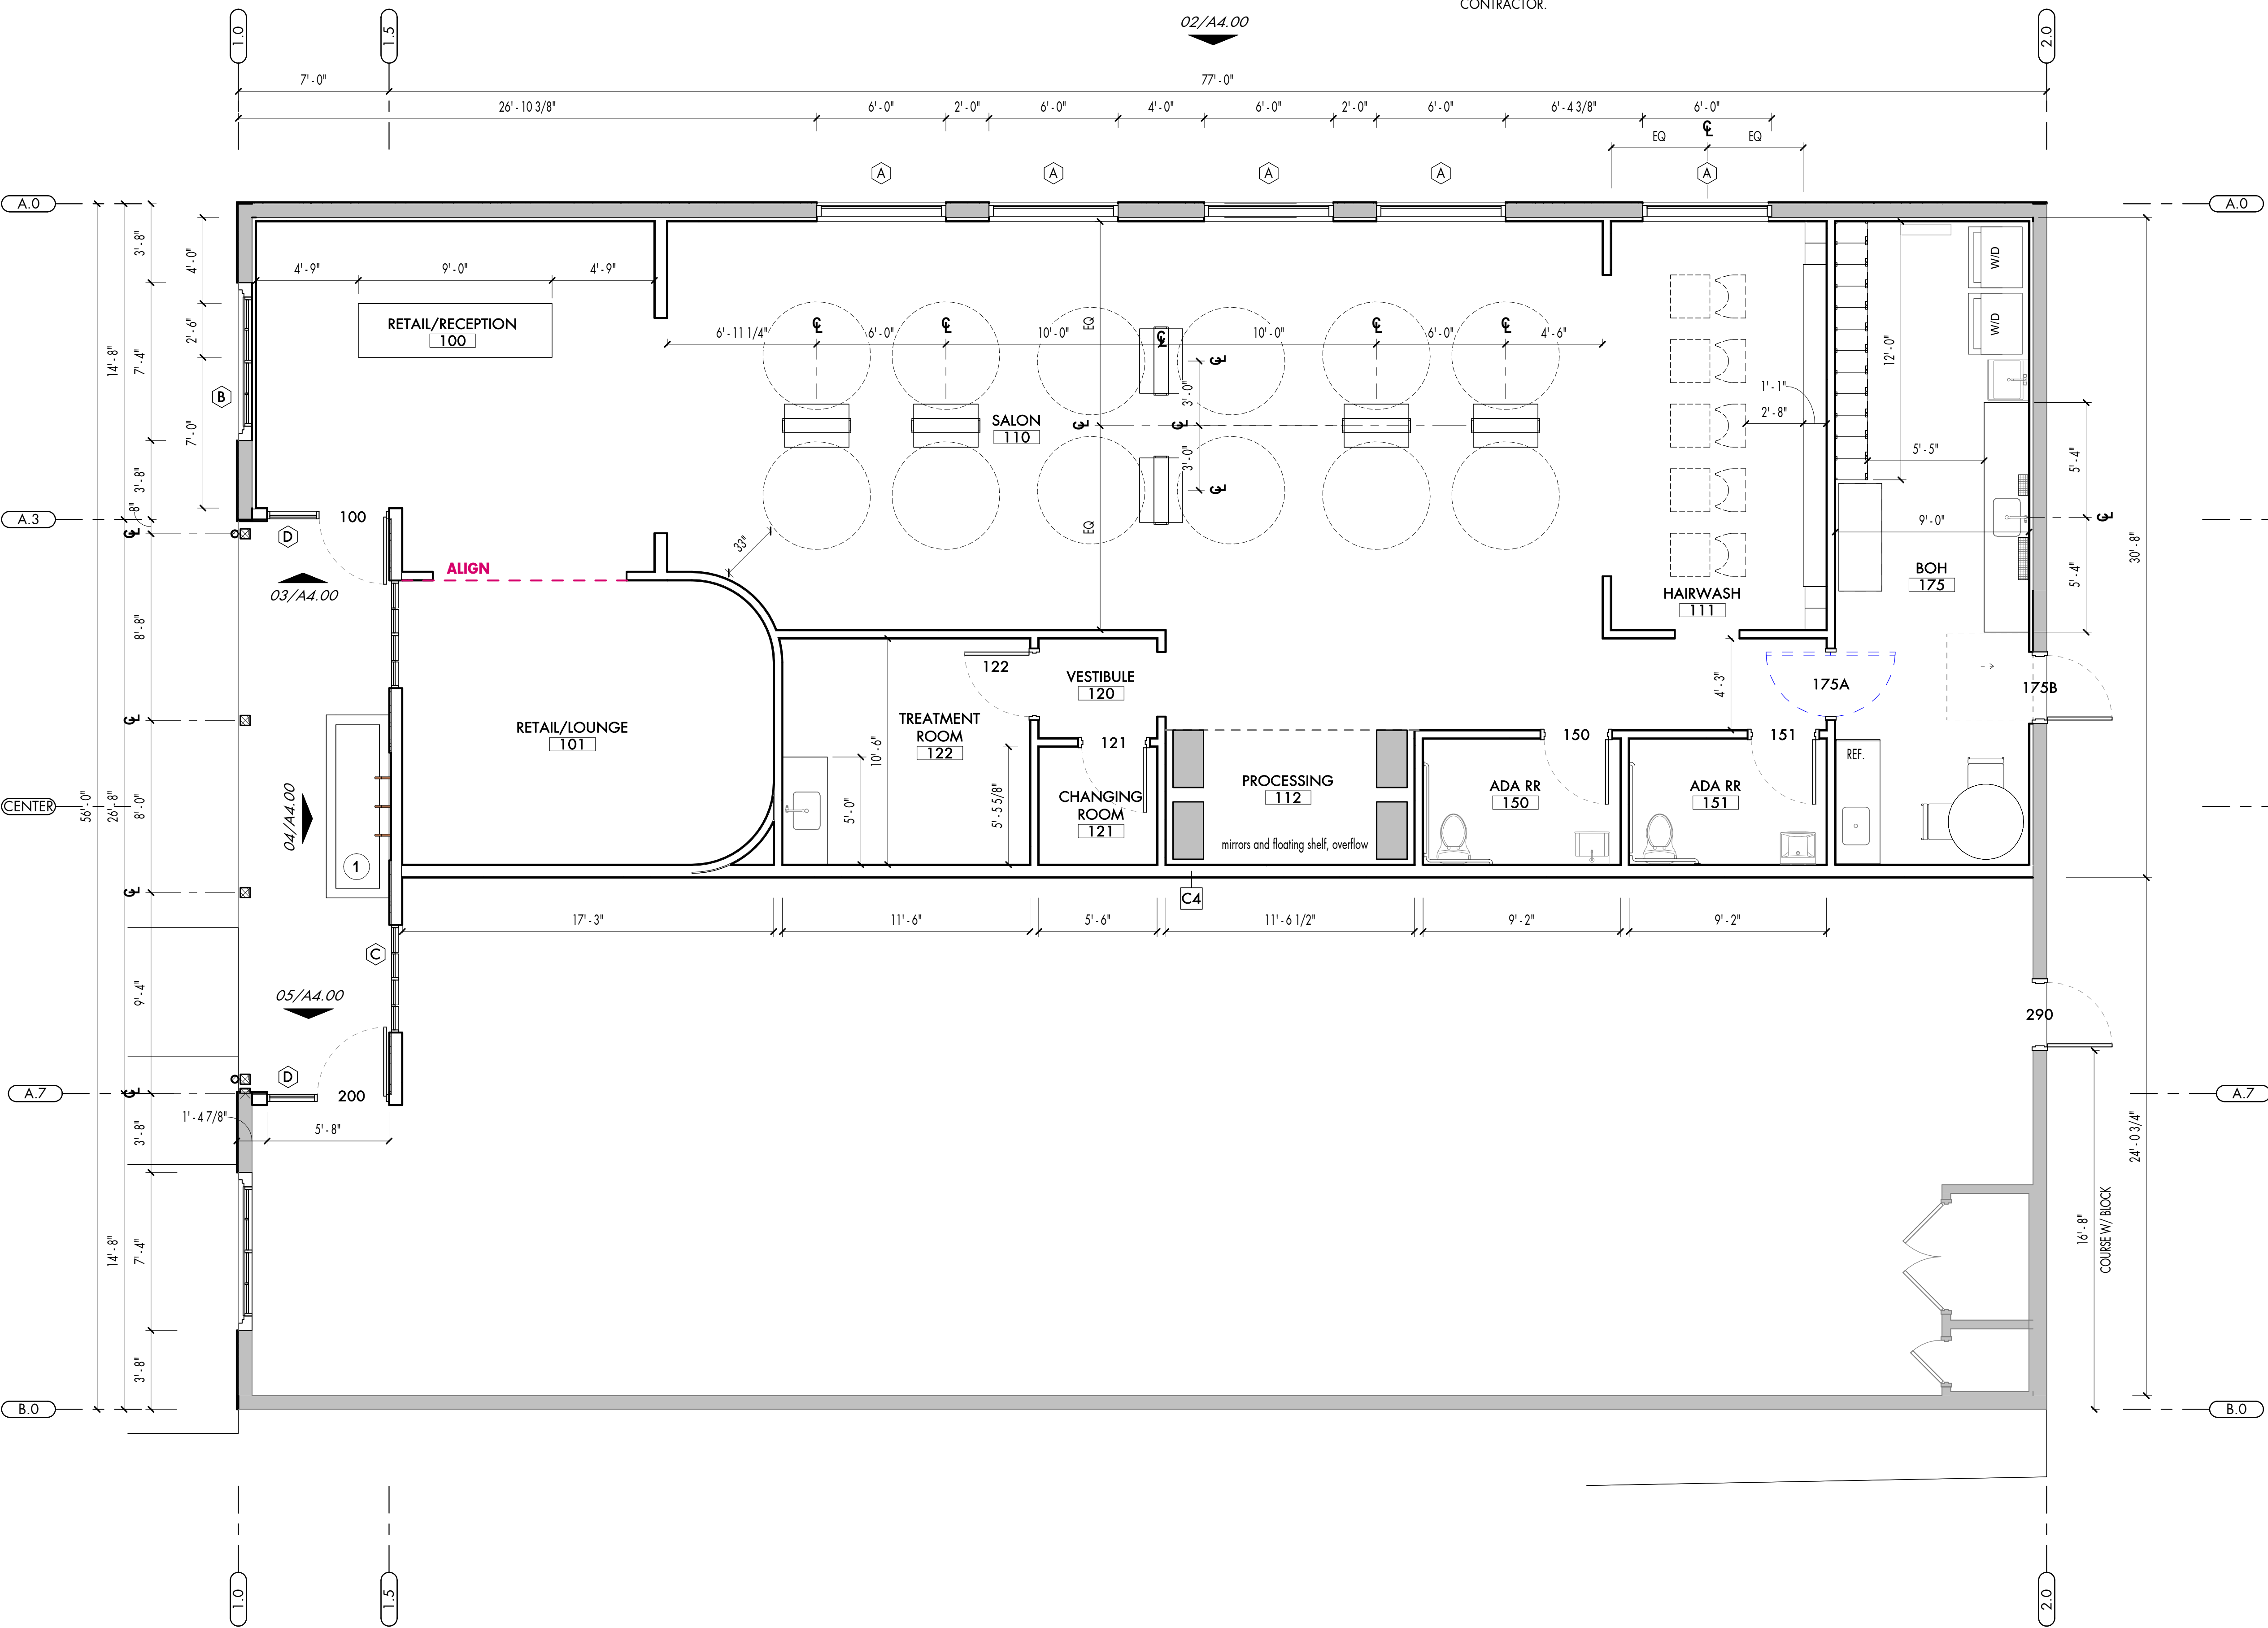 CONTRACTOR.
02/A4.00
1.0
1.5
2.0
7' - 0"
77' - 0"
26' - 10 3/8"
6' - 0"
2' - 0"
6' - 0"
4' - 0"
6' - 0"
2' - 0"
6' - 0"
6' - 4 3/8"
6' - 0"
EQ
EQ
A
A
A
A
A
A.0
A.0
3' - 8"
4' - 0"
4' - 9"
9' - 0"
4' - 9"
RETAIL/RECEPTION
100
2' - 6"
14' - 8"
7' - 4"
B
7' - 0"
3' - 8"
8"
6' - 11 1/4"
6' - 0"
10' - 0"
10' - 0"
6' - 0"
4' - 6"
EQ
3' - 0"
SALON
110
3' - 0"
EQ
1' - 1"
2' - 8"
12' - 0"
W/D
W/D
5' - 5"
5' - 4"
9' - 0"
5' - 4"
30' - 8"
A.3
100
D
33"
ALIGN
03/A4.00
BOH
175
HAIRWASH
111
8' - 8"
122
VESTIBULE
120
4' - 3"
175A
175B
RETAIL/LOUNGE
101
TREATMENT
ROOM
122
10' - 6"
121
150
151
REF.
PROCESSING
112
ADA RR
150
ADA RR
151
CHANGING
ROOM
121
5' - 0"
5' - 5 5/8"
mirrors and floating shelf, overflow
CENTER
56' - 0"
26' - 8"
8' - 0"
04/A4.00
1
C4
17' - 3"
11' - 6"
5' - 6"
11' - 6 1/2"
9' - 2"
9' - 2"
C
9' - 4"
05/A4.00
290
D
200
A.7
A.7
1' - 4 7/8"
5' - 8"
3' - 8"
24' - 0 3/4"
14' - 8"
7' - 4"
16' - 8"
COURSE W/ BLOCK
3' - 8"
B.0
B.0
1.0
1.5
2.0